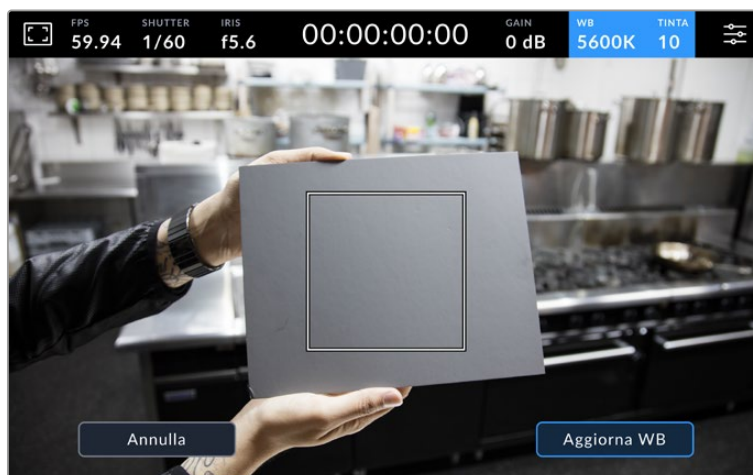 FPS SHUTTER IRIS GAIN WB TINTA
59.94 1/60 f5.6 00:00:00:00 0 dB 5600K 10
Annulla Aggiorna WB